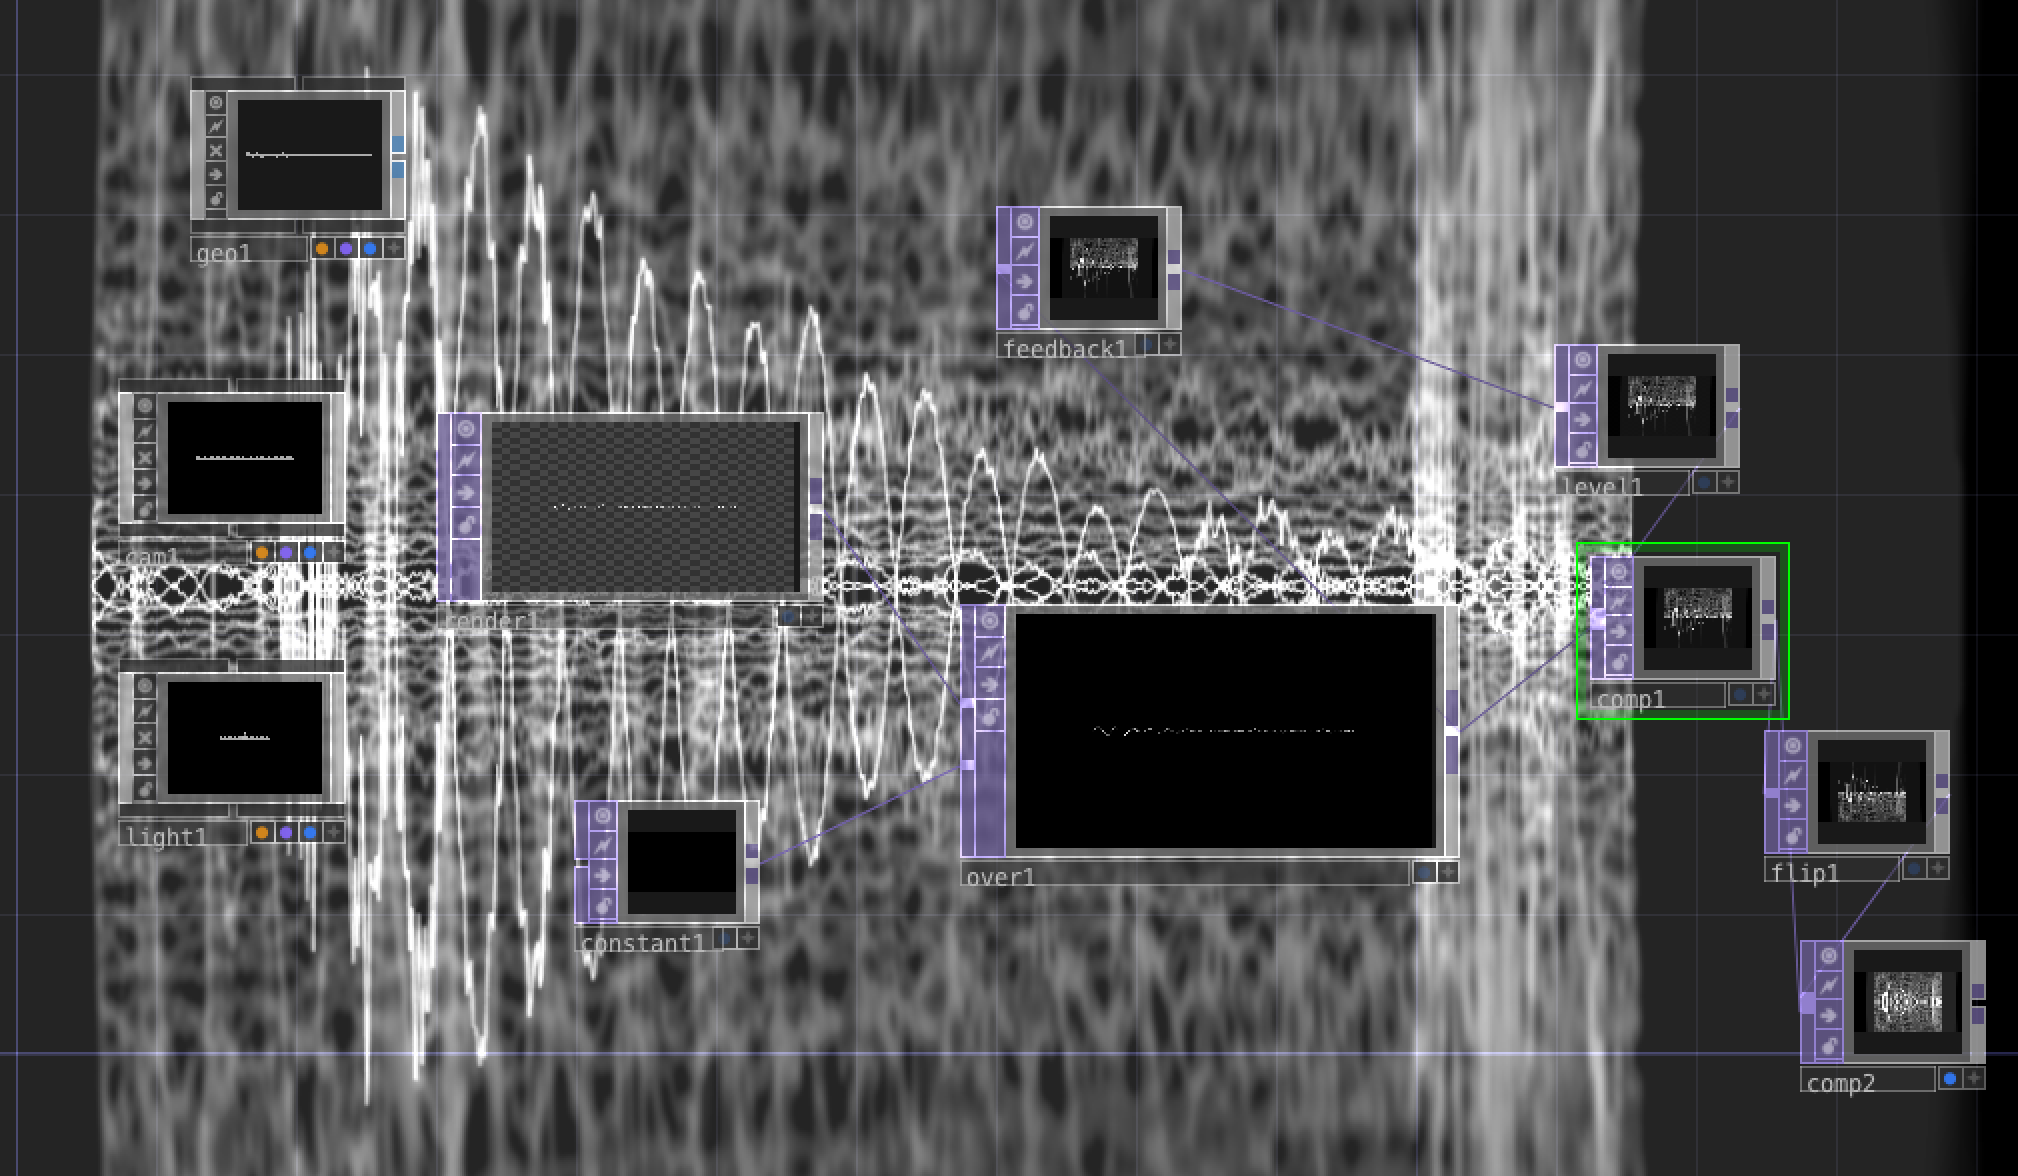 geo1
feedback1
level1
cam1
render1
comp1
light1
flip1
over1
constant1
comp2